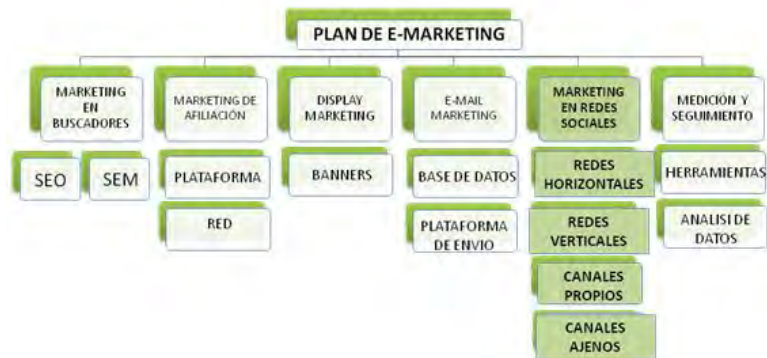 PLAN DE E-MARKETING
MARKETING
EN
BUSCADORES
MARKETING DE
AFILIACIÓN
DISPLAY
MARKETING
E-MAIL
MARKETING
MARKETING
EN REDES
SOCIALES
MEDICIÓN Y
SEGUIMIENTO
SEO
SEM
PLATAFORMA
BANNERS
BASE DE DATOS
REDES
HORIZONTALES
HERRAMIENTAS
RED
PLATAFORMA
DE ENVIO
REDES
VERTICALES
ANALISI DE
DATOS
CANALES
PROPIOS
CANALES
AJENOS